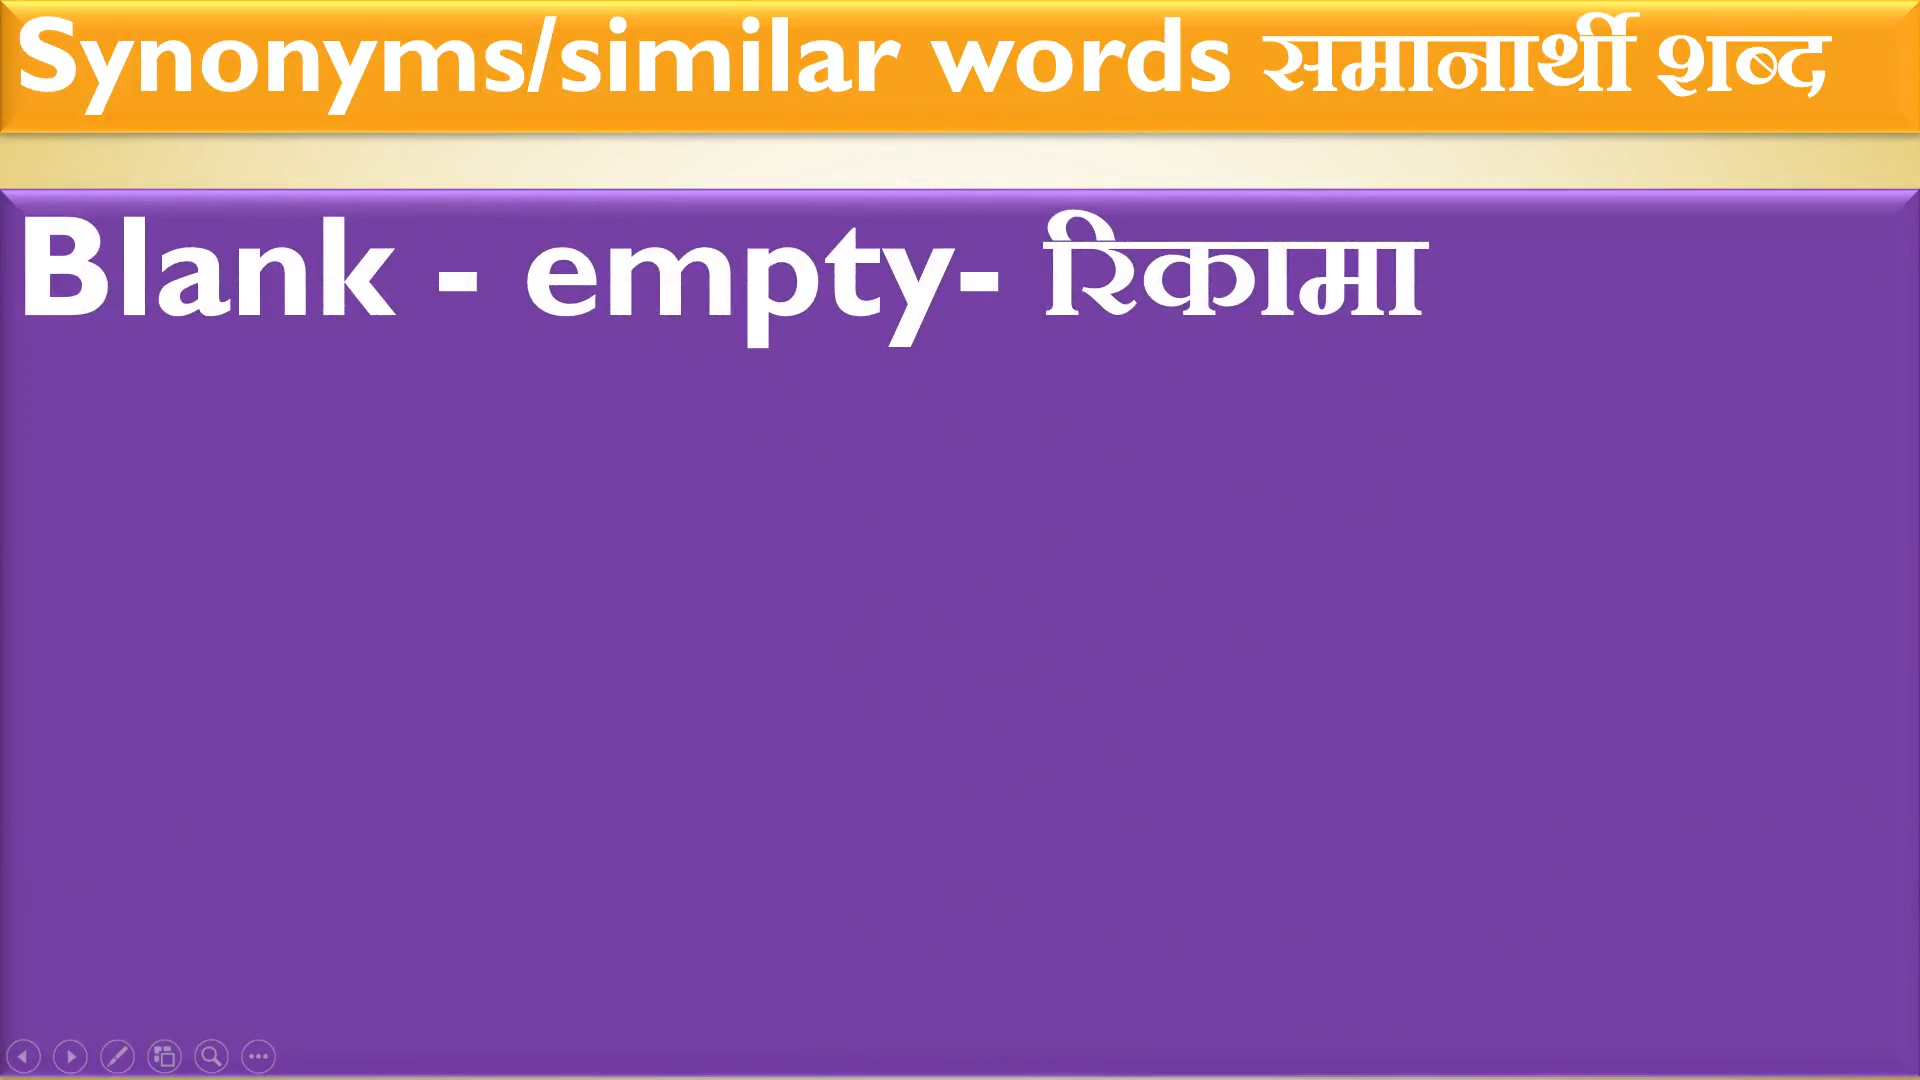 Synonyms/similar words समानार्थी शब्द
Blank - empty- रिकामा